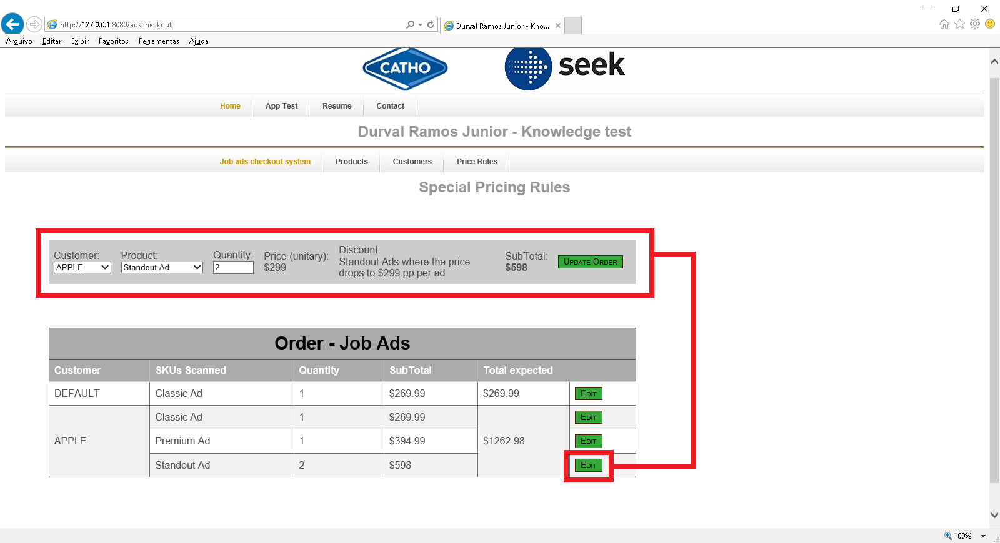 http://127.0.0.1:8080/adscheckout
Durval Ramos Junior - Kno...
Arquivo Editar Exibir Favoritos Ferramentas Ajuda
CATHO seek
Home App Test Resume Contact
Durval Ramos Junior - Knowledge test
Job ads checkout system Products Customers Price Rules
Special Pricing Rules
Customer: Product: Quantity: Price (unitary): Discount: SubTotal:
APPLE Standout Ad 2 $299 Standout Ads where the price $598 UPDATE ORDER
drops to $299.pp per ad
Order - Job Ads
Customer SKUs Scanned Quantity SubTotal Total expected
DEFAULT Classic Ad 1 $269.99 $269.99 EDIT
Classic Ad 1 $269.99 EDIT
APPLE Premium Ad 1 $394.99 $1262.98 EDIT
Standout Ad 2 $598 EDIT
100%